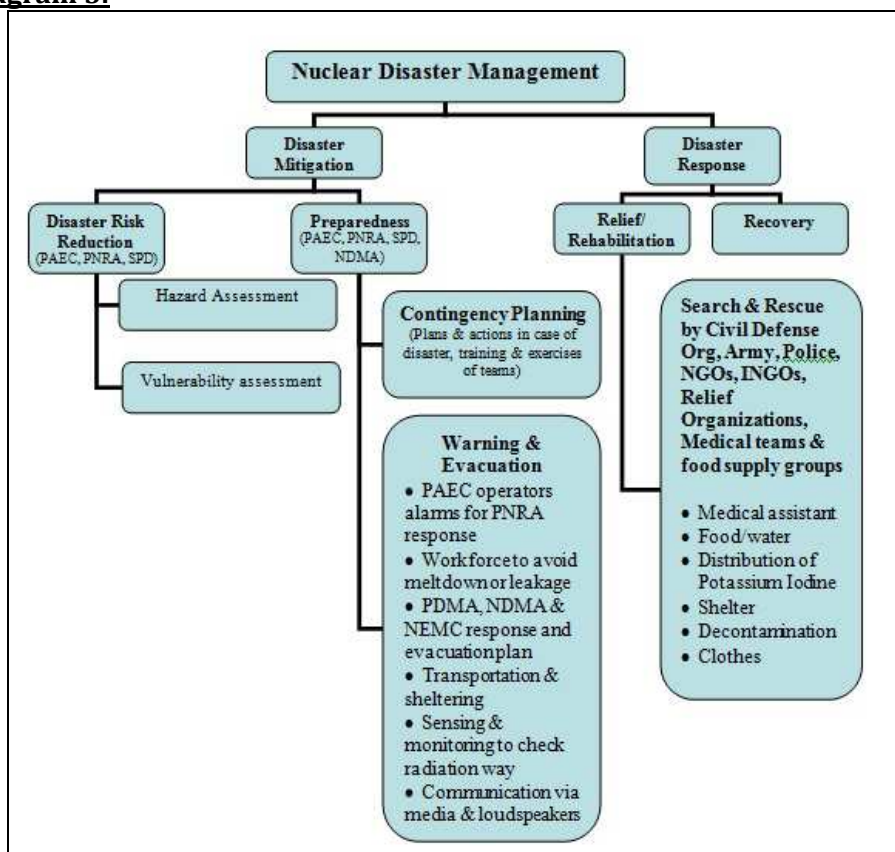 Nuclear Disaster Management
Disaster
Mitigation
Disaster
Response
Disaster Risk
Reduction
(PAEC, PNRA, SPD)
Preparedness
(PAEC, PNRA, SPD,
NDMA)
Relief/
Rehabilitation
Recovery
Hazard Assessment
Vulnerability assessment
Contingency Planning
(Plans & actions in case of
disaster, training & exercises
of teams)
Warning &
Evacuation
• PAEC operators
alarms for PNRA
response
• Workforce to avoid
meltdown or leakage
• PDMA, NDMA &
NEMC response and
evacuation plan
• Transportation &
sheltering
• Sensing &
monitoring to check
radiation way
• Communication via
media & loudspeakers
Search & Rescue
by Civil Defense
Org, Army, Police,
NGOs, INGOs,
Relief
Organizations,
Medical teams &
food supply groups
• Medical assistant
• Food/water
• Distribution of
Potassium Iodine
• Shelter
• Decontamination
• Clothes